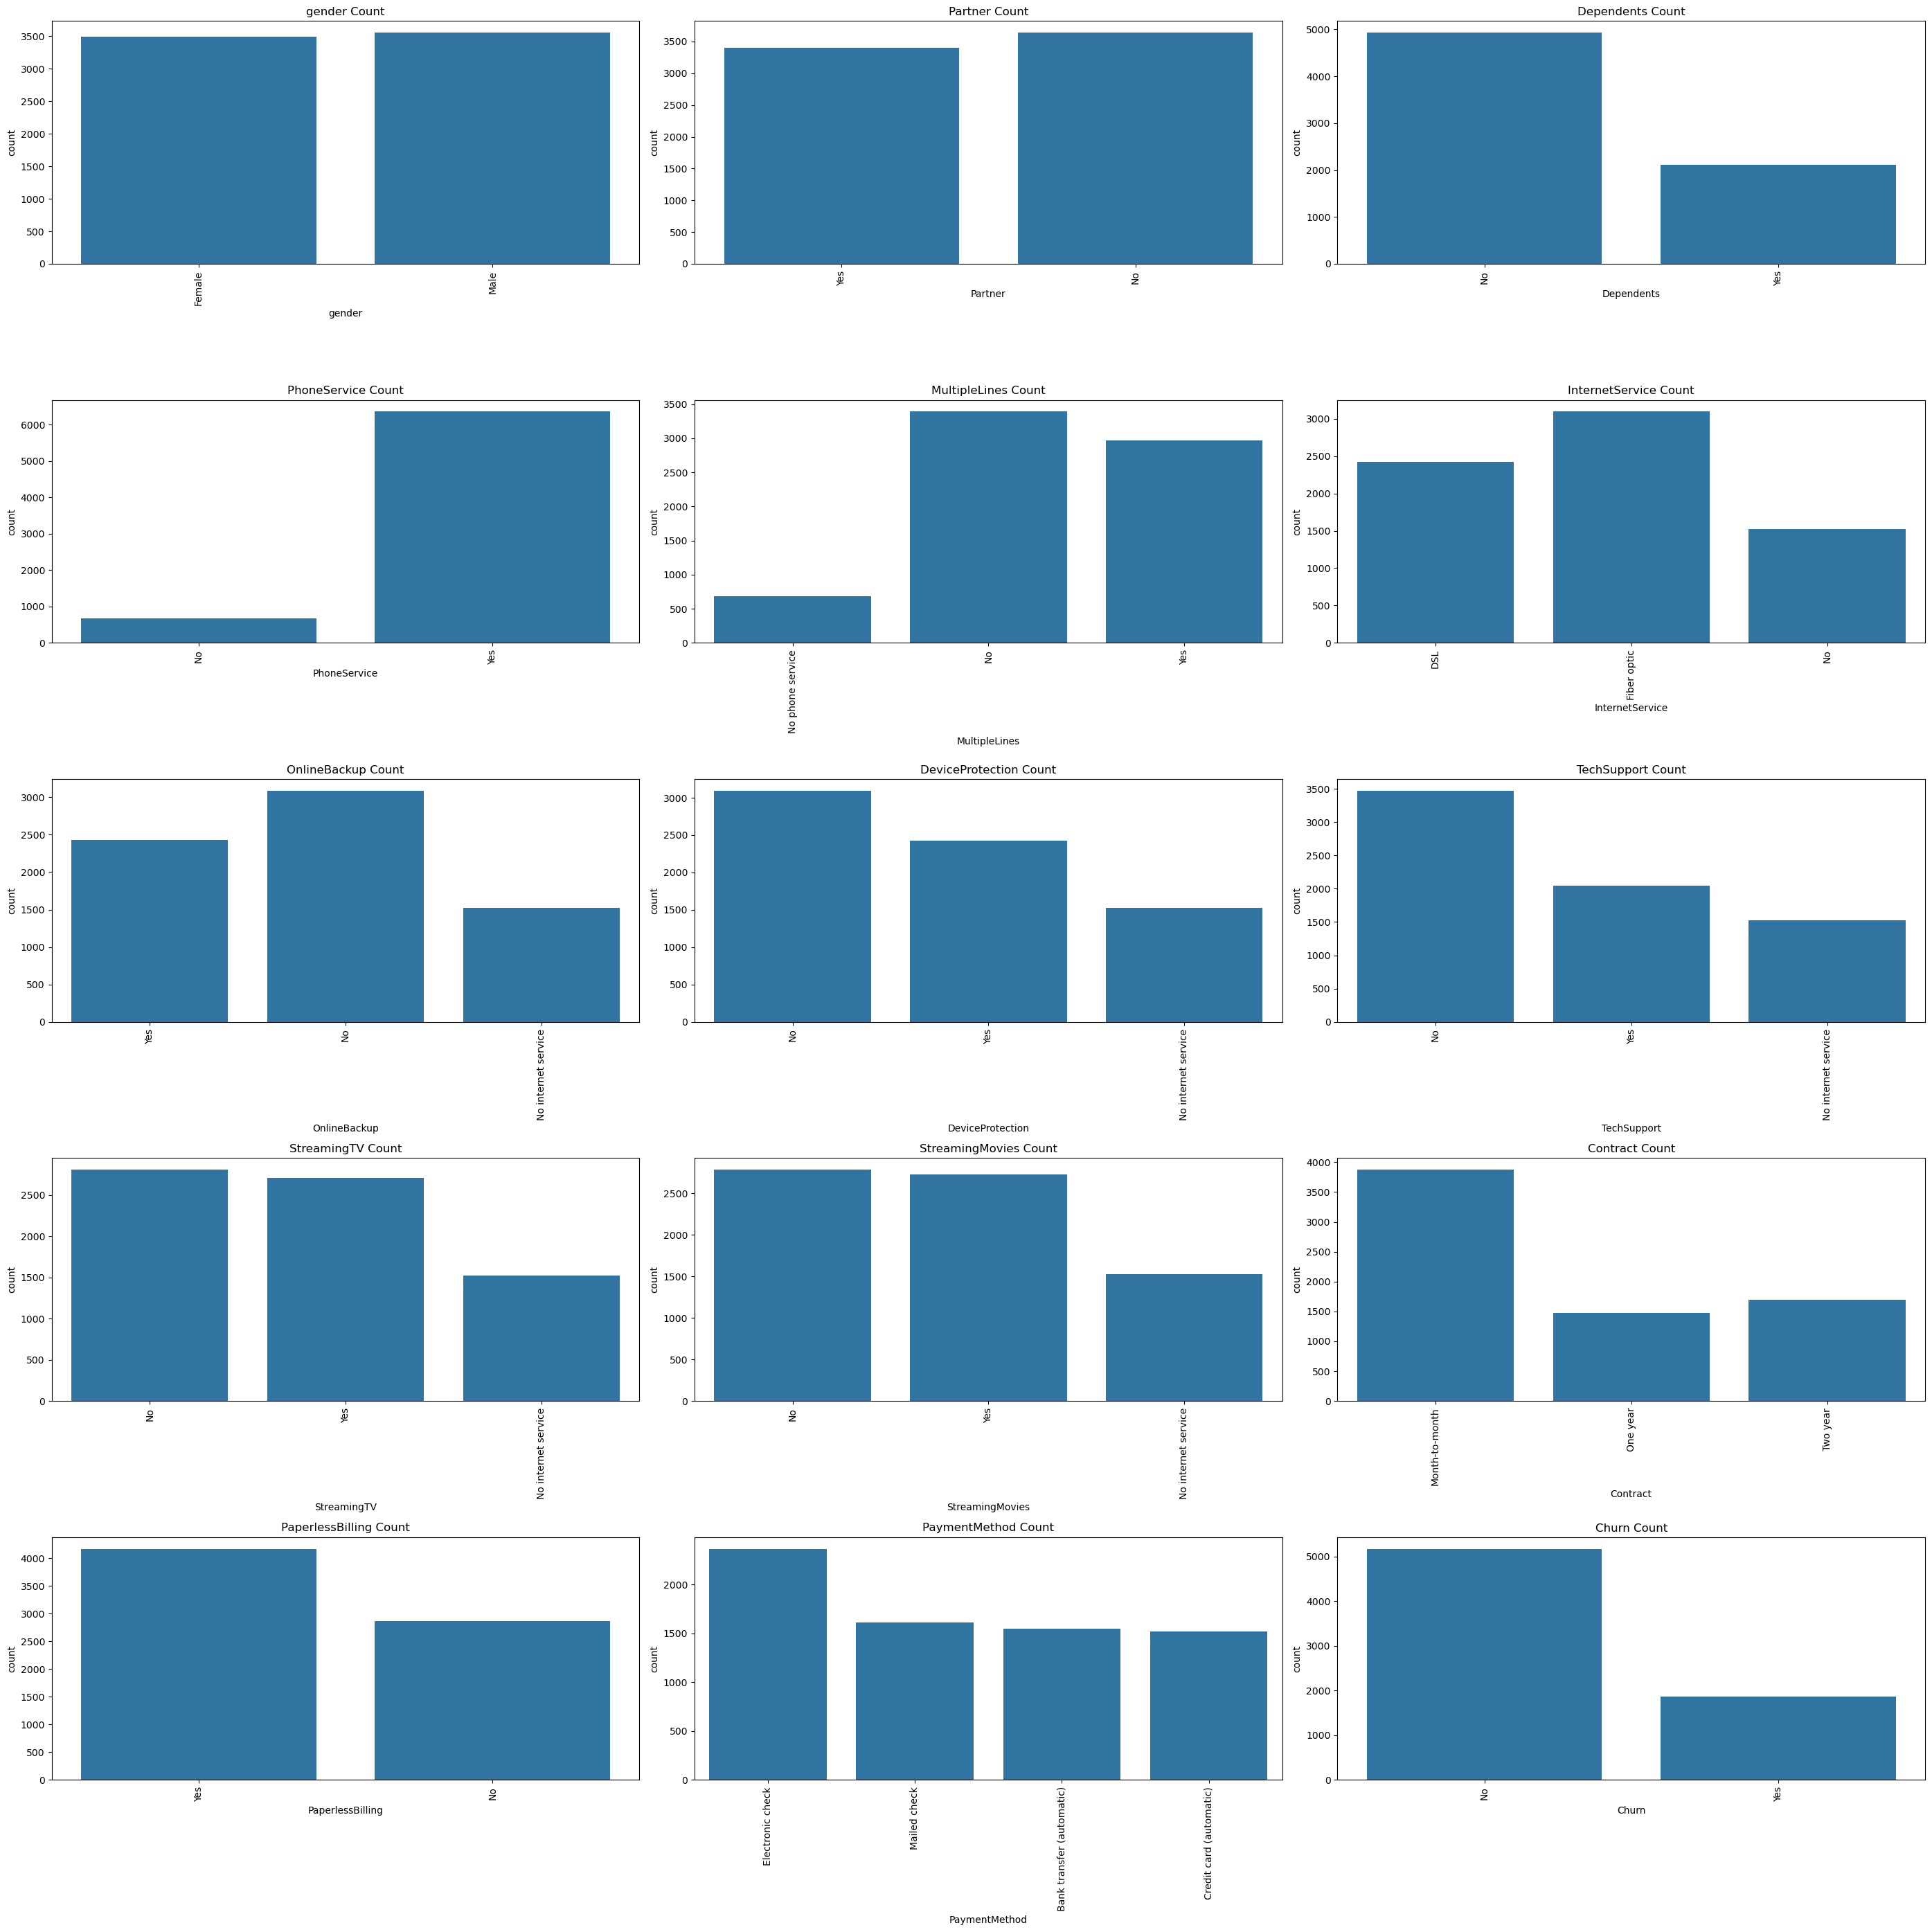 gender Count
3500
3000
2500
2000
1500
1000
500
0
count
Female
Male
gender
Partner Count
3500
3000
2500
2000
1500
1000
500
0
count
Yes
No
Partner
Dependents Count
5000
4000
3000
2000
1000
0
count
No
Yes
Dependents
PhoneService Count
6000
5000
4000
3000
2000
1000
0
count
No
Yes
PhoneService
MultipleLines Count
3500
3000
2500
2000
1500
1000
500
0
count
No phone service
No
Yes
MultipleLines
InternetService Count
3000
2500
2000
1500
1000
500
0
count
DSL
Fiber optic
No
InternetService
OnlineBackup Count
3000
2500
2000
1500
1000
500
0
count
Yes
No
No internet service
OnlineBackup
DeviceProtection Count
3000
2500
2000
1500
1000
500
0
count
No
Yes
No internet service
DeviceProtection
TechSupport Count
3500
3000
2500
2000
1500
1000
500
0
count
No
Yes
No internet service
TechSupport
StreamingTV Count
2500
2000
1500
1000
500
0
count
No
Yes
No internet service
StreamingTV
StreamingMovies Count
2500
2000
1500
1000
500
0
count
No
Yes
No internet service
StreamingMovies
Contract Count
4000
3500
3000
2500
2000
1500
1000
500
0
count
Month-to-month
One year
Two year
Contract
PaperlessBilling Count
4000
3500
3000
2500
2000
1500
1000
500
0
count
Yes
No
PaperlessBilling
PaymentMethod Count
2000
1500
1000
500
0
count
Electronic check
Mailed check
Bank transfer (automatic)
Credit card (automatic)
PaymentMethod
Churn Count
5000
4000
3000
2000
1000
0
count
No
Yes
Churn